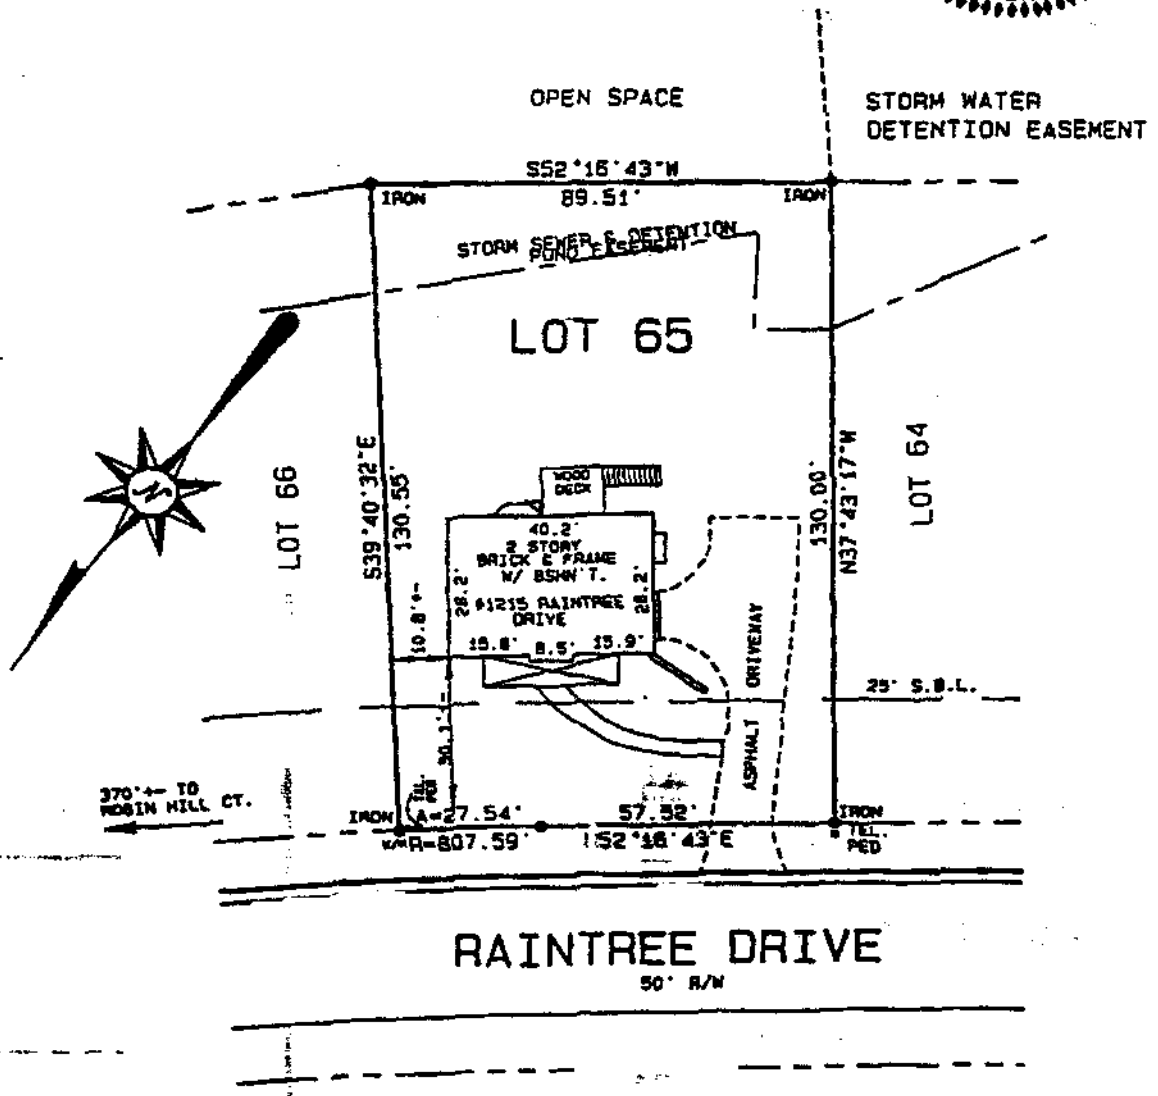 OPEN SPACE
STORM WATER
DETENTION EASEMENT
S52°16'43"W
IRON
89.51'
IRON
STORM SEWER & DETENTION
POND EASEMENT
LOT 65
LOT 66
S39°40'32"E
130.55'
130.00'
N37°43'17"W
LOT 64
WOOD
DECK
40.2'
2 STORY
BRICK & FRAME
W/ BSMN'T.
28.2'
28.2'
#1215 RAINTREE
DRIVE
10.8'+-
15.8'
8.5'
15.9'
ASPHALT DRIVEWAY
25' S.B.L.
30.1'+-
370'+- TO
ROBIN HILL CT.
TEL.
PED
IRON
A=27.54'
57.52'
IRON
R=807.59'
52°16'43"E
TEL.
PED
RAINTREE DRIVE
50' R/W